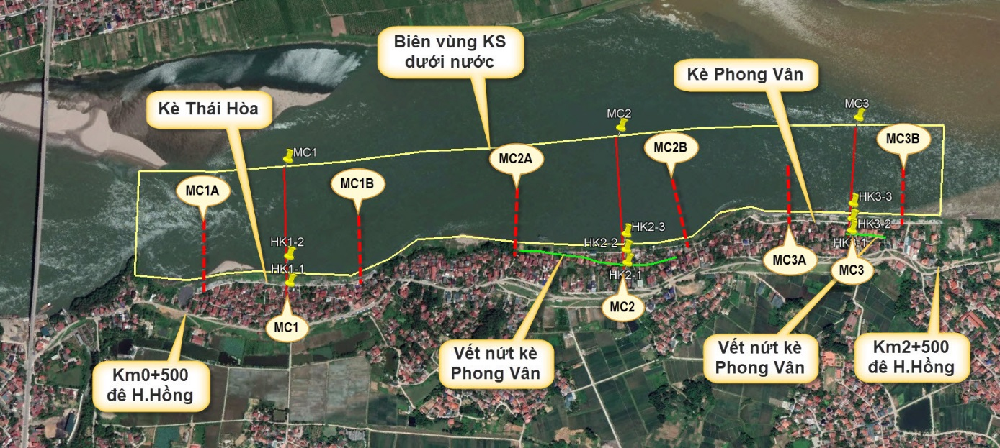 Biên vùng KS
dưới nước
Kè Phong Vân
Kè Thái Hòa
MC3
MC2
MC3B
MC2B
MC2A
MC1
MC1B
MC1A
HK3-3
HK3-2
HK2-3
HK2-2
HK1-2
HK1-1
HK2-1
MC3A
MC3
MC2
MC1
Vết nứt kè
Phong Vân
Vết nứt kè
Phong Vân
Km2+500
đê H.Hồng
Km0+500
đê H.Hồng